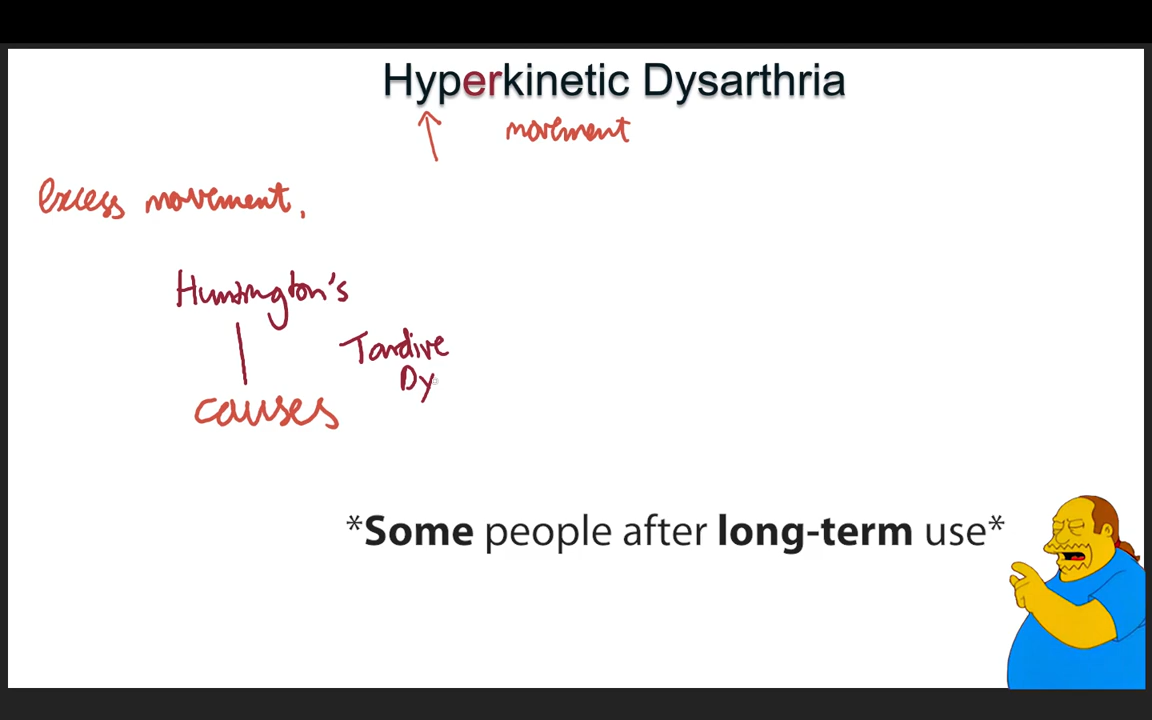 Hyperkinetic Dysarthria
movement
excess movement,
Huntington's
Tardive
Dy
causes
*Some people after long-term use*